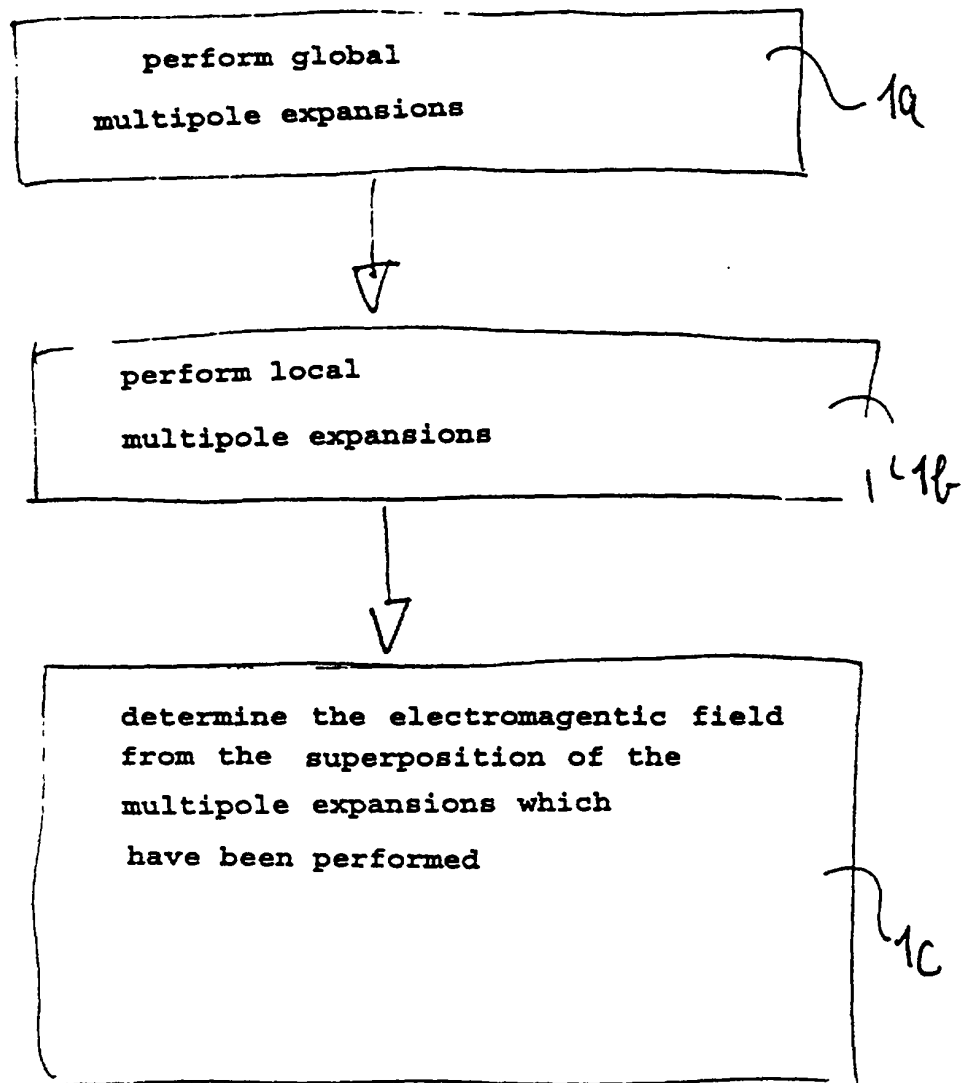 perform global
multipole expansions
1a
perform local
multipole expansions
1b
determine the electromagentic field
from the superposition of the
multipole expansions which
have been performed
1c